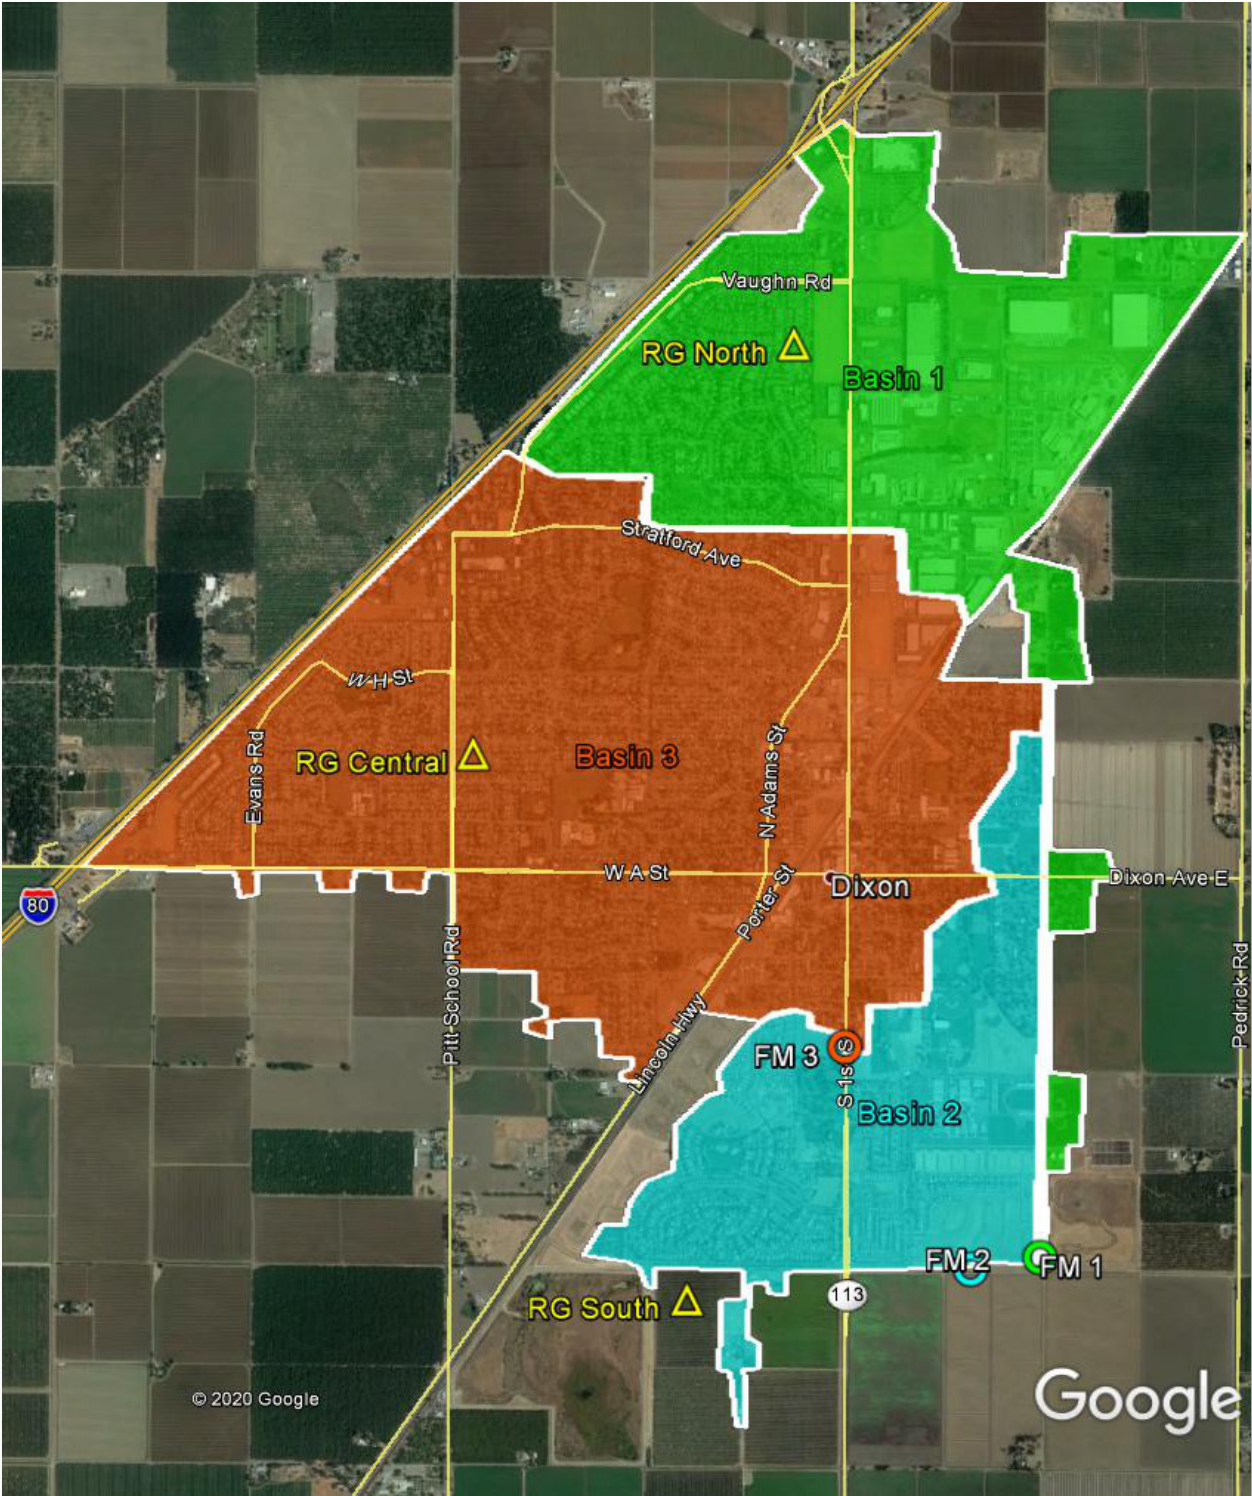 Vaughn Rd
RG North
Basin 1
Stratford Ave
W H St
Evans Rd
RG Central
Basin 3
N Adams St
W A St
Porter St
Dixon
Dixon Ave E
80
Pitt School Rd
Pedrick Rd
Lincoln Hwy
FM 3
S 1st S
Basin 2
FM 2
FM 1
RG South
113
© 2020 Google
Google